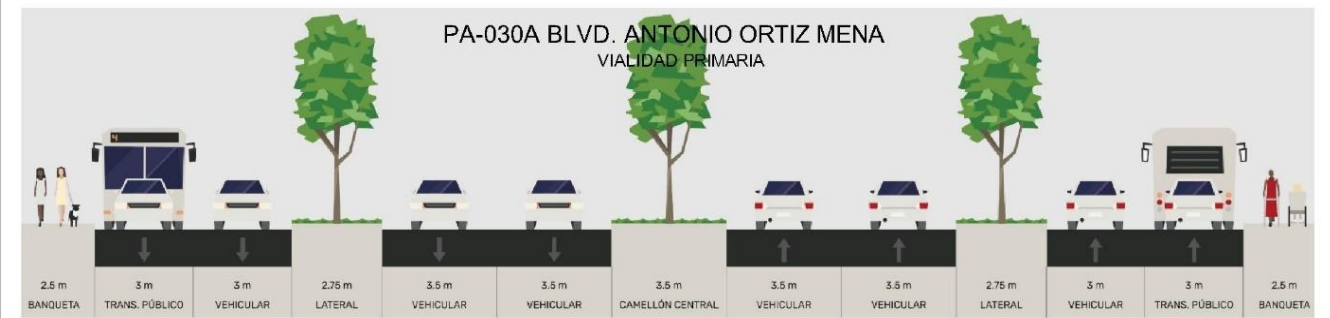 PA-030A BLVD. ANTONIO ORTIZ MENA
VIALIDAD PRIMARIA
4
2.5 m 3 m 3 m 2.75 m 3.5 m 3.5 m 3.5 m 3.5 m 3.5 m 2.75 m 3 m 3 m 2.5 m
BANQUETA TRANS. PÚBLICO VEHICULAR LATERAL VEHICULAR VEHICULAR CAMELLÓN CENTRAL VEHICULAR VEHICULAR LATERAL VEHICULAR TRANS. PÚBLICO BANQUETA